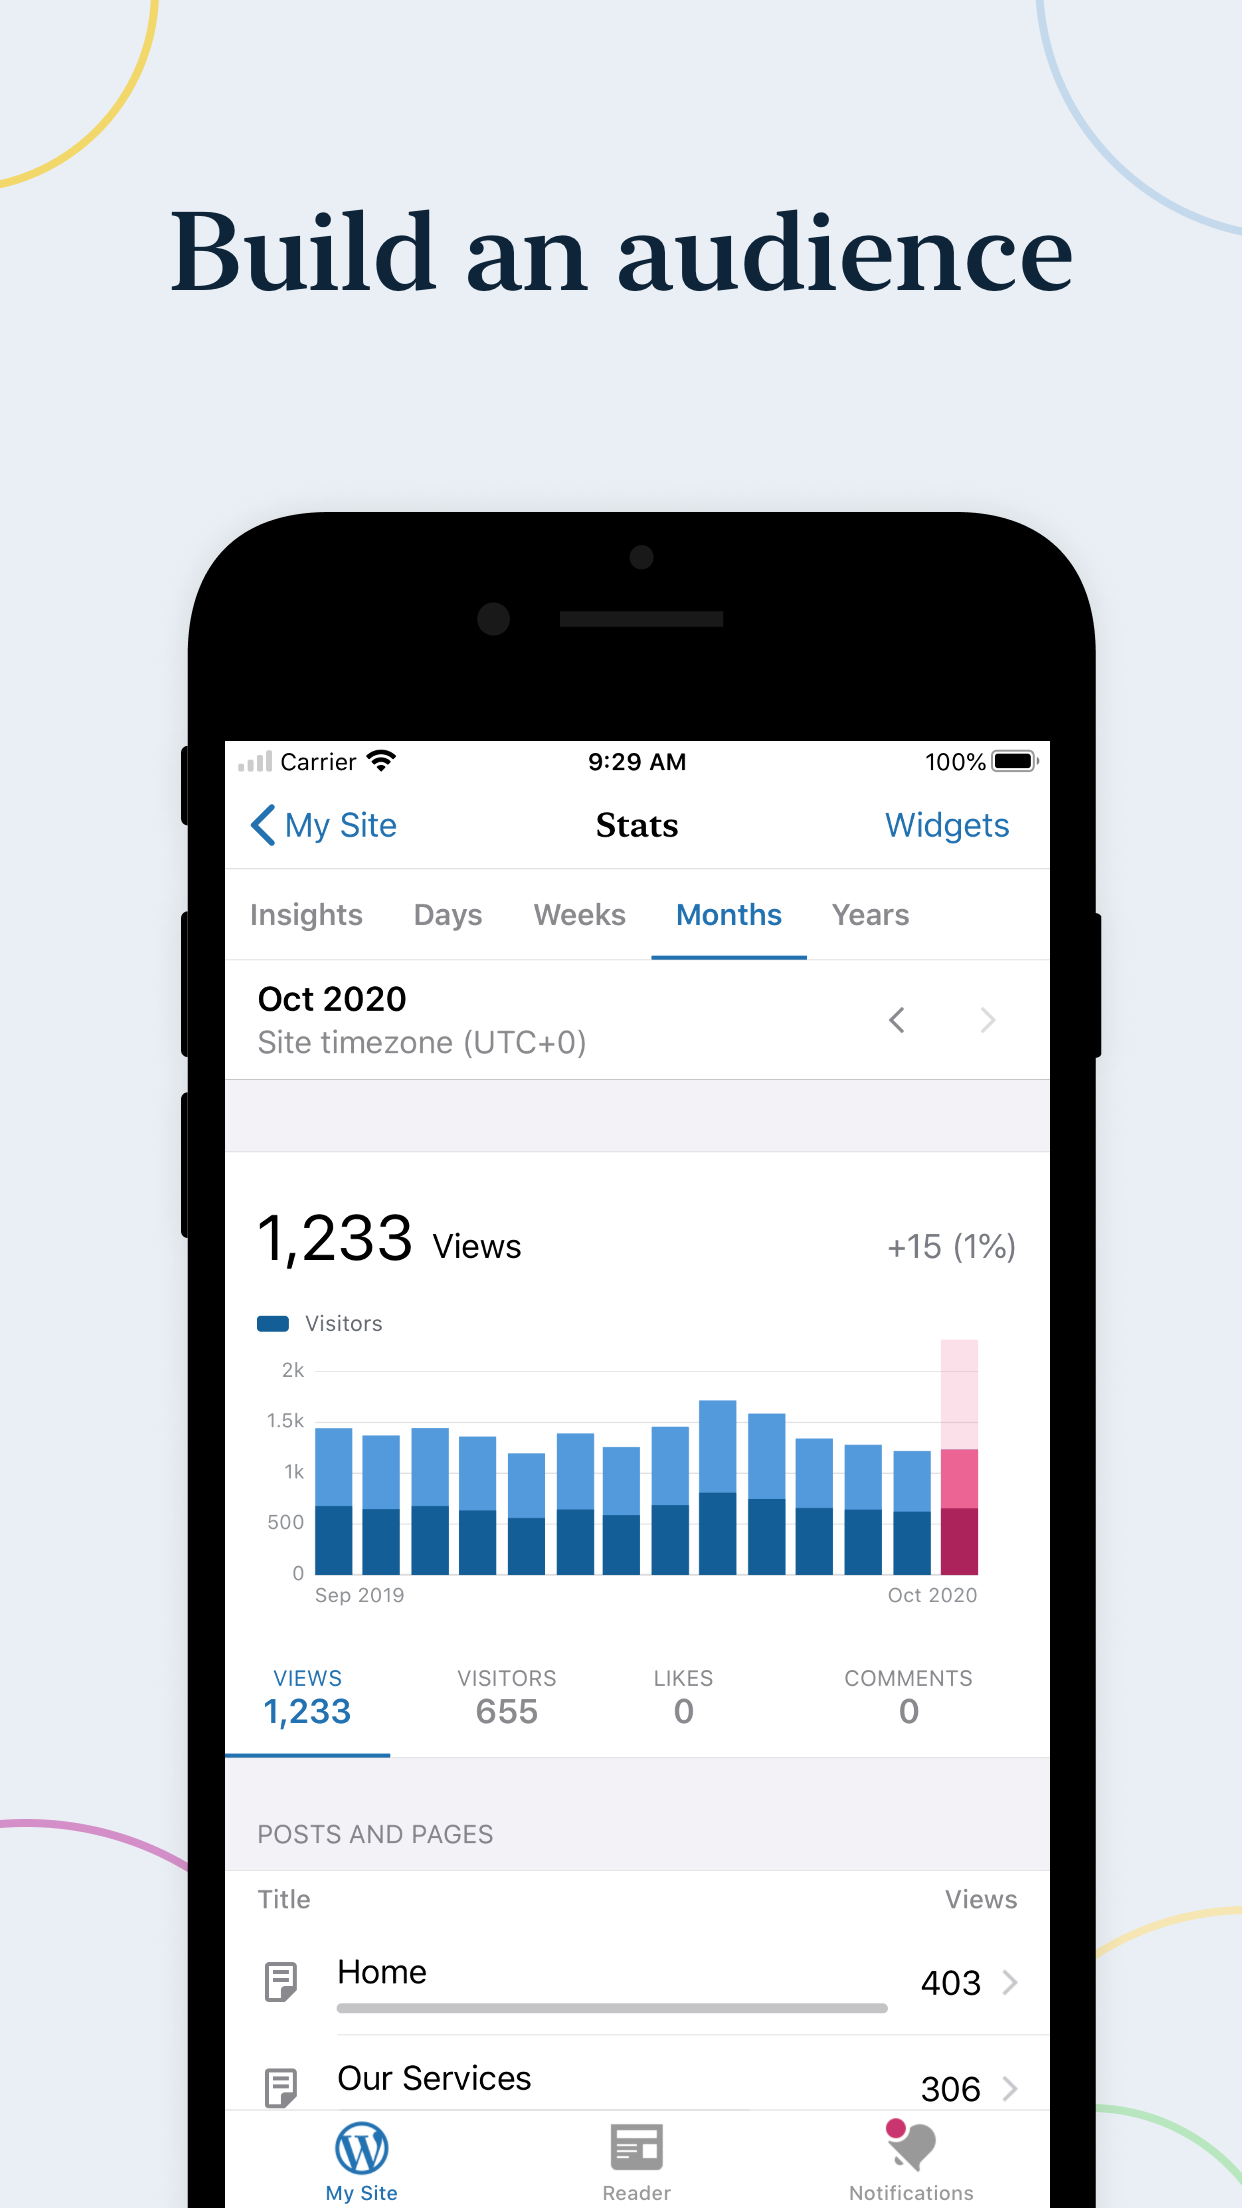 Build an audience
Carrier 9:29 AM 100%
My Site Stats Widgets
Insights Days Weeks Months Years
Oct 2020
Site timezone (UTC+0)
1,233 Views +15 (1%)
Visitors
2k
1.5k
1k
500
0
Sep 2019 Oct 2020
VIEWS VISITORS LIKES COMMENTS
1,233 655 0 0
POSTS AND PAGES
Title Views
Home 403
Our Services 306
My Site Reader Notifications